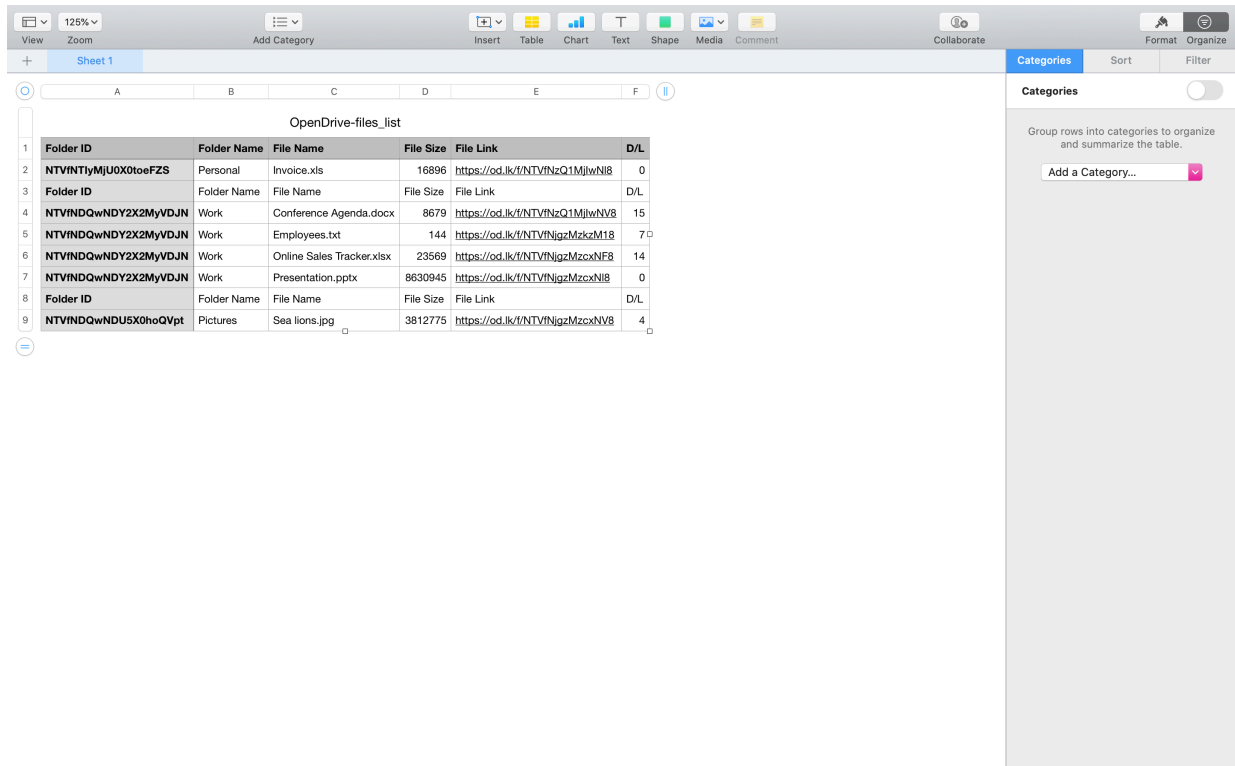 125%
View Zoom Add Category Insert Table Chart Text Shape Media Comment Collaborate Format Organize
+ Sheet 1 Categories Sort Filter
A B C D E F
Categories
Group rows into categories to organize
and summarize the table.
Add a Category...
OpenDrive-files_list
1 Folder ID Folder Name File Name File Size File Link D/L
2 NTVfNTIyMjU0X0toeFZS Personal Invoice.xls 16896 https://od.lk/f/NTVfNzQ1MjIwNl8 0
3 Folder ID Folder Name File Name File Size File Link D/L
4 NTVfNDQwNDY2X2MyVDJN Work Conference Agenda.docx 8679 https://od.lk/f/NTVfNzQ1MjIwNV8 15
5 NTVfNDQwNDY2X2MyVDJN Work Employees.txt 144 https://od.lk/f/NTVfNjgzMzkzM18 7
6 NTVfNDQwNDY2X2MyVDJN Work Online Sales Tracker.xlsx 23569 https://od.lk/f/NTVfNjgzMzcxNF8 14
7 NTVfNDQwNDY2X2MyVDJN Work Presentation.pptx 8630945 https://od.lk/f/NTVfNjgzMzcxNl8 0
8 Folder ID Folder Name File Name File Size File Link D/L
9 NTVfNDQwNDU5X0hoQVpt Pictures Sea lions.jpg 3812775 https://od.lk/f/NTVfNjgzMzcxNV8 4